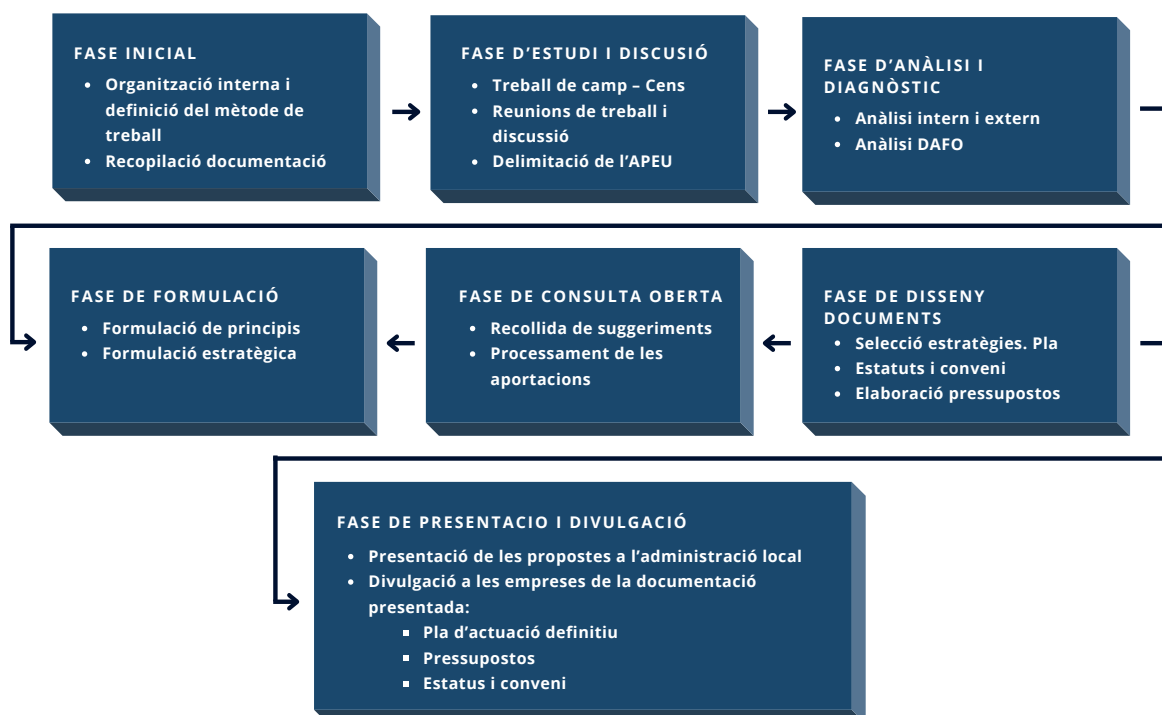 FASE INICIAL
• Organització interna i
definició del mètode de
treball
• Recopilació documentació
FASE D’ESTUDI I DISCUSIÓ
• Treball de camp – Cens
• Reunions de treball i
discussió
• Delimitació de l’APEU
FASE D’ANÀLISI I
DIAGNÒSTIC
• Anàlisi intern i extern
• Anàlisi DAFO
FASE DE FORMULACIÓ
• Formulació de principis
• Formulació estratègica
FASE DE CONSULTA OBERTA
• Recollida de suggeriments
• Processament de les
aportacions
FASE DE DISSENY
DOCUMENTS
• Selecció estratègies. Pla
• Estatuts i conveni
• Elaboració pressupostos
FASE DE PRESENTACIO I DIVULGACIÓ
• Presentació de les propostes a l’administració local
• Divulgació a les empreses de la documentació
presentada:
▪ Pla d’actuació definitiu
▪ Pressupostos
▪ Estatus i conveni